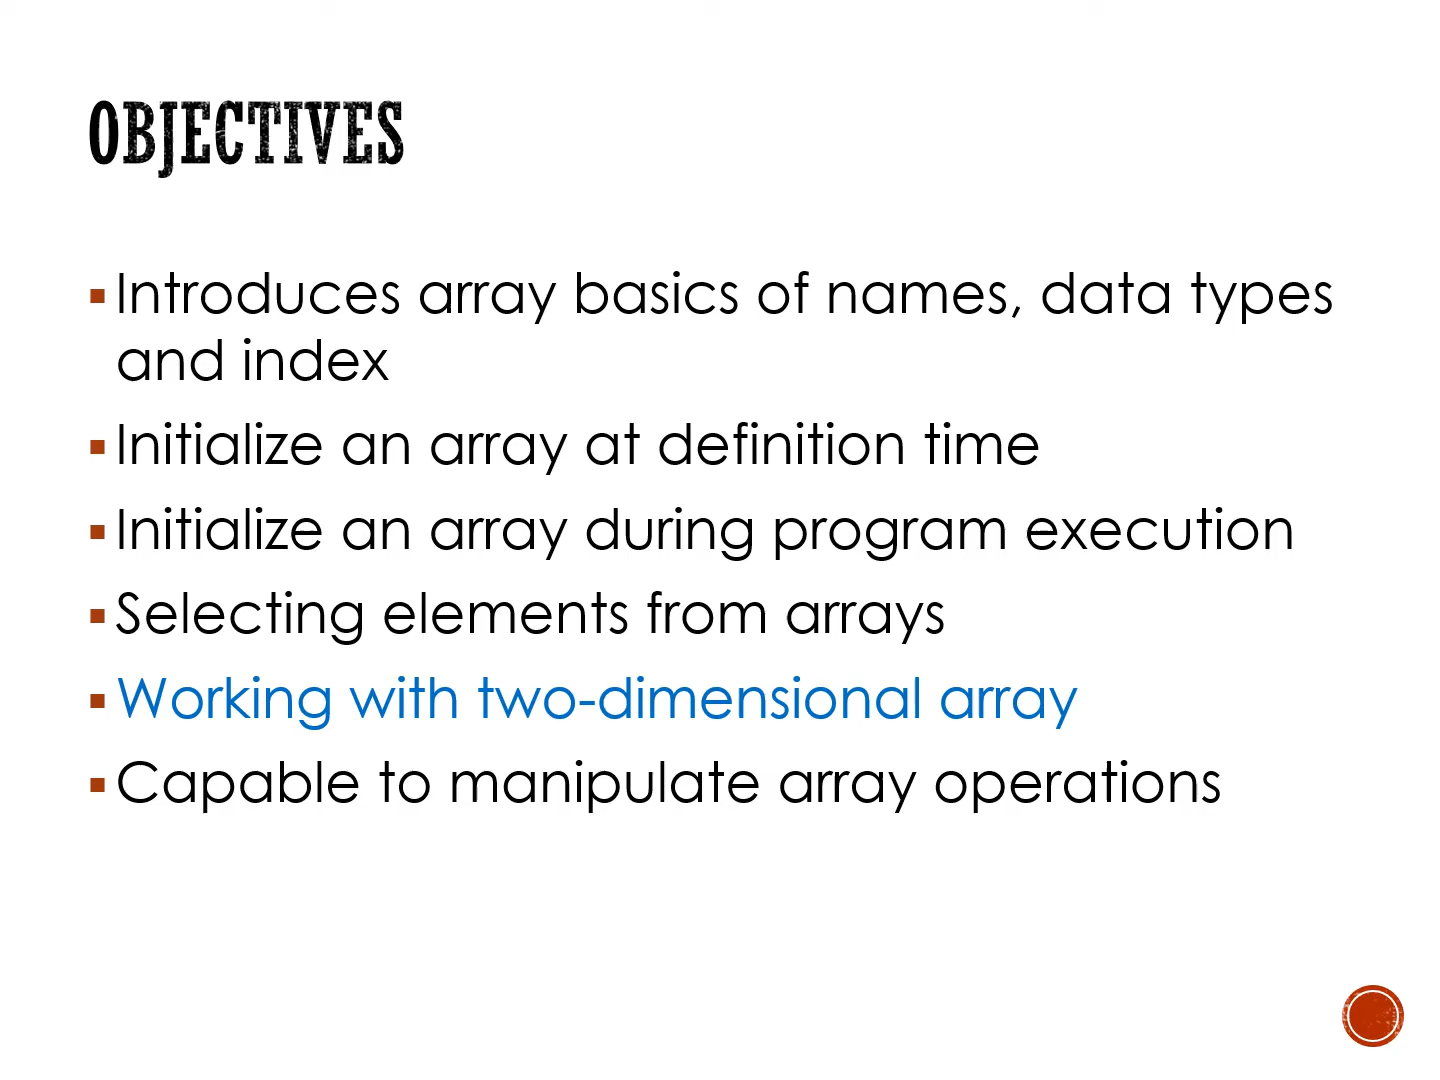 OBJECTIVES
▪Introduces array basics of names, data types
and index
▪Initialize an array at definition time
▪Initialize an array during program execution
▪Selecting elements from arrays
▪Working with two-dimensional array
▪Capable to manipulate array operations